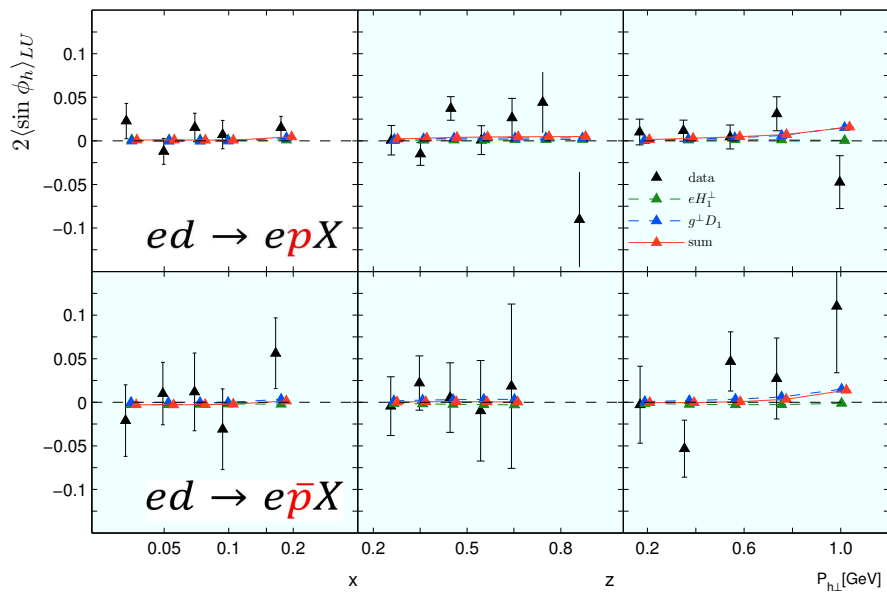 2⟨sin ϕₕ⟩LU
0.1
0.05
0
−0.05
−0.1
data
eH₁⊥
g⊥D₁
sum
ed → epX
0.1
0.05
0
−0.05
−0.1
ed → ep̄X
0.05 0.1 0.2 0.2 0.5 0.8 0.2 0.6 1.0
x z Pₕ⊥[GeV]